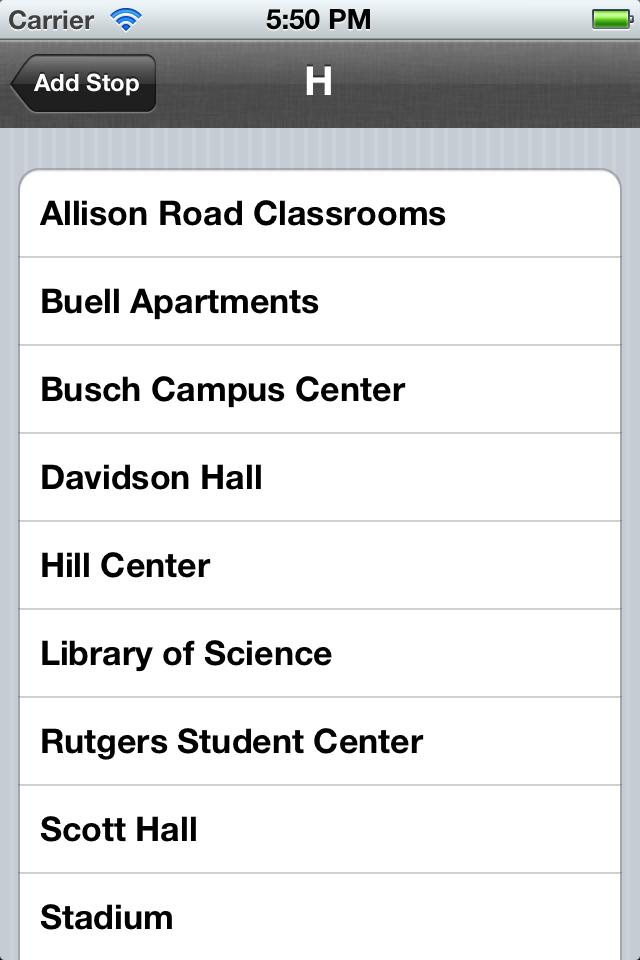 Carrier 5:50 PM
Add Stop H
Allison Road Classrooms
Buell Apartments
Busch Campus Center
Davidson Hall
Hill Center
Library of Science
Rutgers Student Center
Scott Hall
Stadium